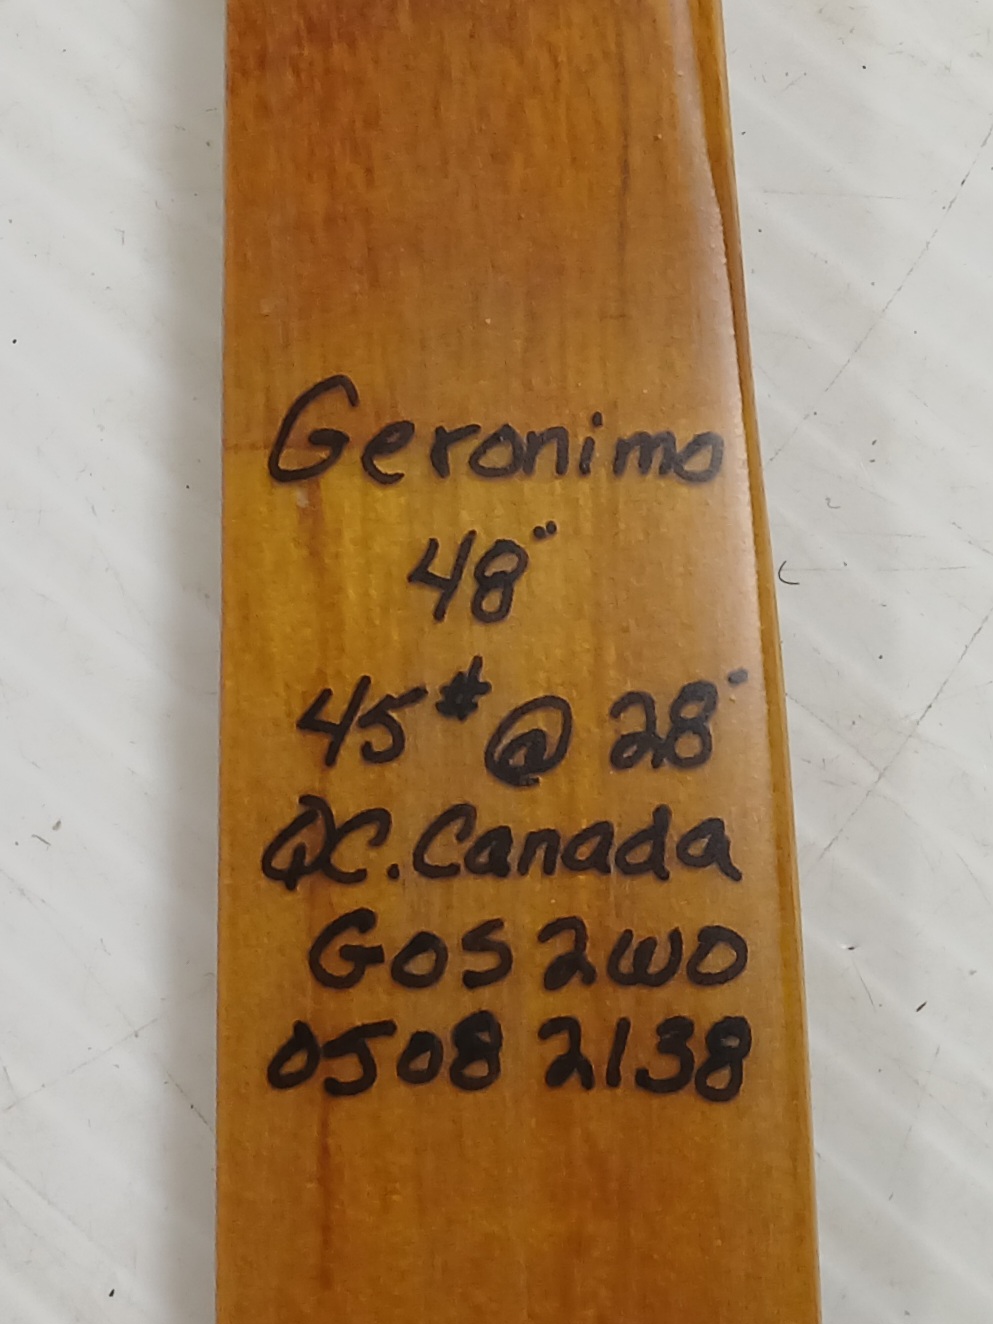 Geronimo
48"
45# @ 28"
QC. Canada
G0S 2W0
0508 2138